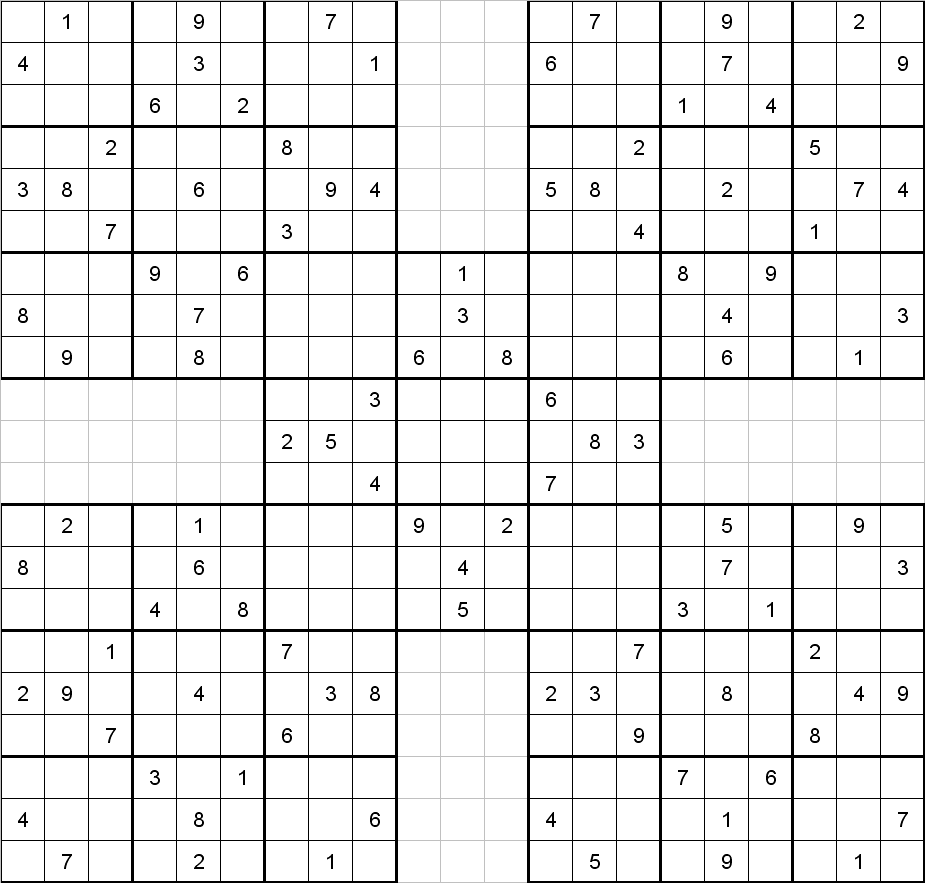 1 9 7 7 9 2
4 3 1 6 7 9
6 2 1 4
2 8 2 5
3 8 6 9 4 5 8 2 7 4
7 3 4 1
9 6 1 8 9
8 7 3 4 3
9 8 6 8 6 1
3 6
2 5 8 3
4 7
2 1 9 2 5 9
8 6 4 7 3
4 8 5 3 1
1 7 7 2
2 9 4 3 8 2 3 8 4 9
7 6 9 8
3 1 7 6
4 8 6 4 1 7
7 2 1 5 9 1